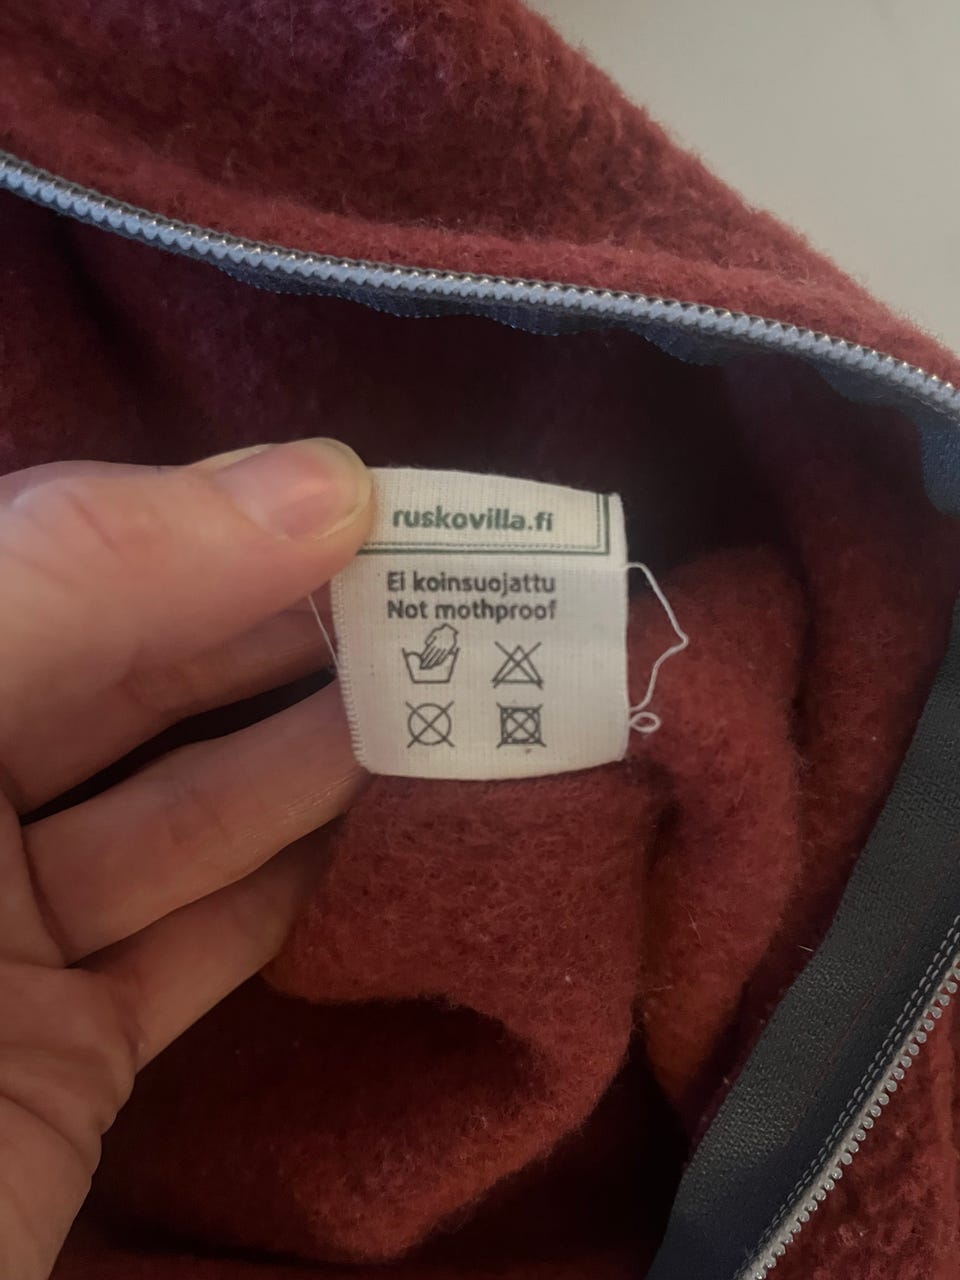 ruskovilla.fi
Ei koinsuojattu
Not mothproof